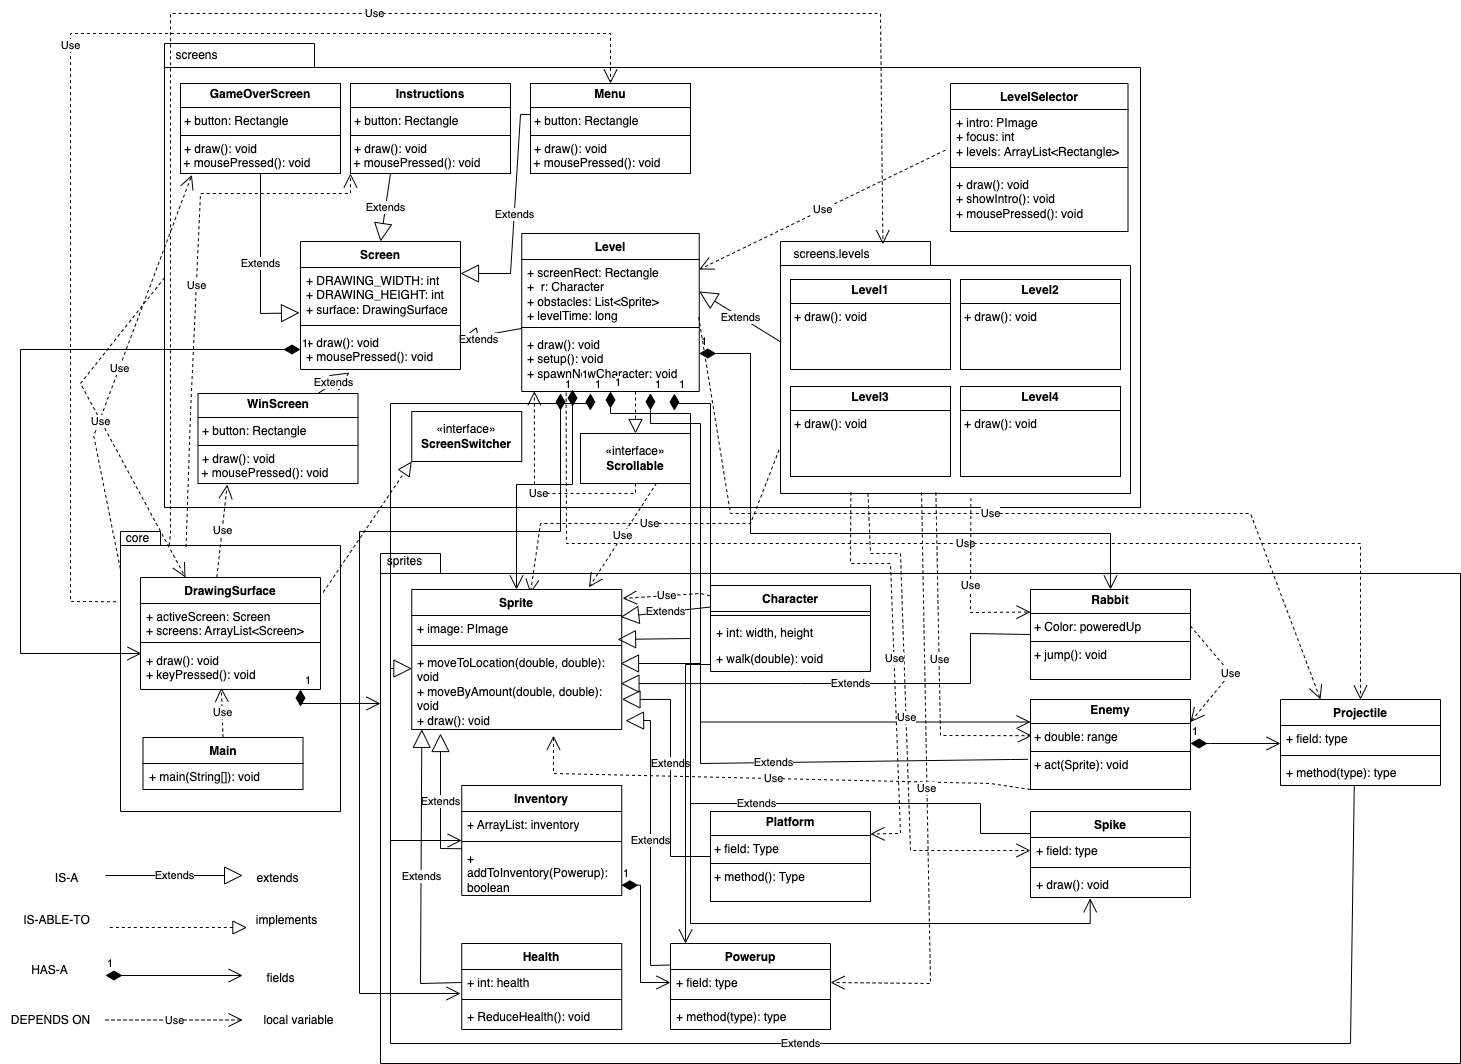 Use
Use
screens
GameOverScreen
+ button: Rectangle
+ draw(): void
+ mousePressed(): void
Instructions
+ button: Rectangle
+ draw(): void
+ mousePressed(): void
Menu
+ button: Rectangle
+ draw(): void
+ mousePressed(): void
LevelSelector
+ intro: PImage
+ focus: int
+ levels: ArrayList<Rectangle>
+ draw(): void
+ showIntro(): void
+ mousePressed(): void
Extends
Extends
Use
Extends
Use
Screen
+ DRAWING_WIDTH: int
+ DRAWING_HEIGHT: int
+ surface: DrawingSurface
1
+ draw(): void
+ mousePressed(): void
Level
+ screenRect: Rectangle
+ r: Character
+ obstacles: List<Sprite>
+ levelTime: long
+ draw(): void
+ setup(): void
+ spawnNewCharacter: void
1
1
1
1
1
1
1
Extends
Extends
screens.levels
Level1
+ draw(): void
Level2
+ draw(): void
Level3
+ draw(): void
Level4
+ draw(): void
Use
Extends
Use
WinScreen
+ button: Rectangle
+ draw(): void
+ mousePressed(): void
«interface»
ScreenSwitcher
«interface»
Scrollable
Use
Use
Use
Use
Use
Use
core
DrawingSurface
+ activeScreen: Screen
+ screens: ArrayList<Screen>
+ draw(): void
+ keyPressed(): void
1
Use
Main
+ main(String[]): void
sprites
Sprite
+ image: PImage
+ moveToLocation(double, double):
void
+ moveByAmount(double, double):
void
+ draw(): void
Use
Extends
Character
+ int: width, height
+ walk(double): void
Use
Rabbit
+ Color: poweredUp
+ jump(): void
Use
Use
Use
Extends
Use
Enemy
+ double: range
+ act(Sprite): void
1
Projectile
+ field: type
+ method(type): type
Extends
Extends
Use
Use
Extends
Inventory
+ ArrayList: inventory
+
addToInventory(Powerup):
boolean
1
Extends
Extends
Platform
+ field: Type
+ method(): Type
Spike
+ field: type
+ draw(): void
Extends
Health
+ int: health
+ ReduceHealth(): void
Powerup
+ field: type
+ method(type): type
Extends
IS-A
Extends
extends
IS-ABLE-TO
implements
HAS-A
1
fields
DEPENDS ON
Use
local variable